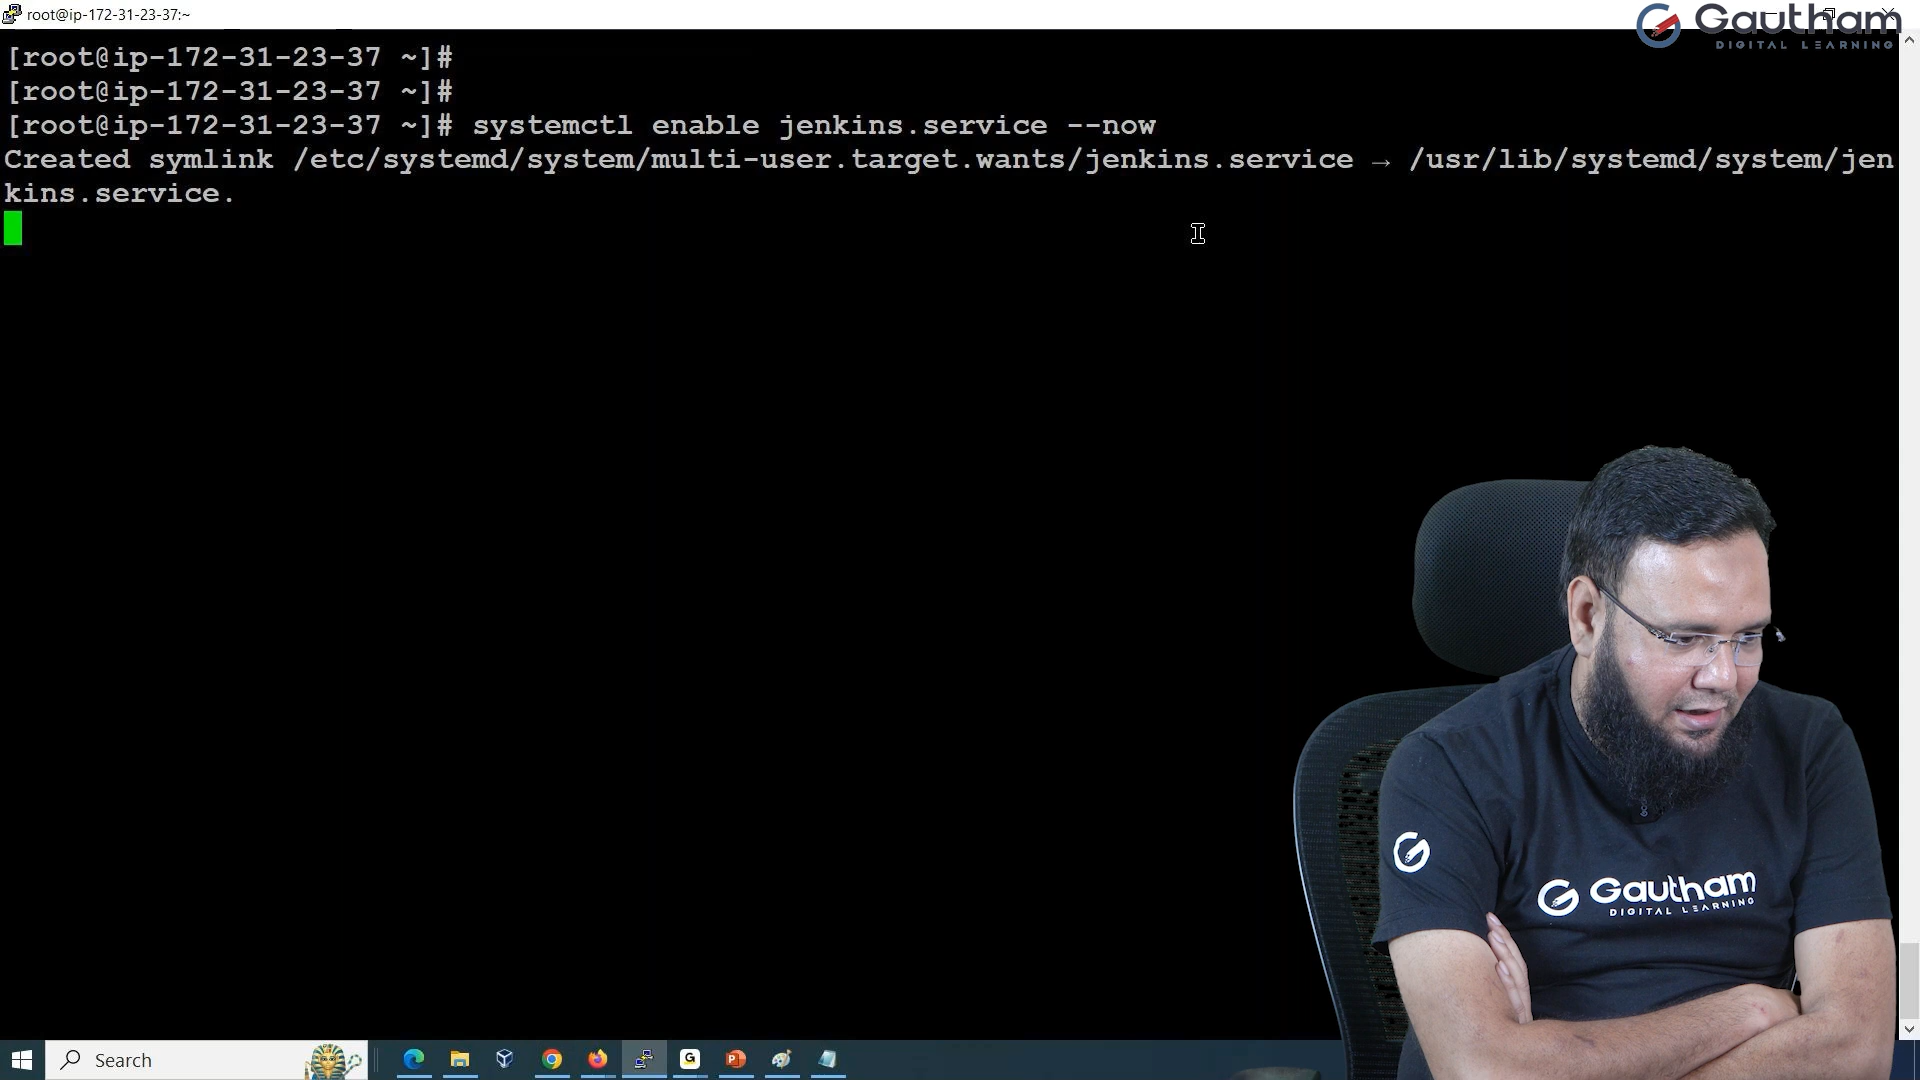 root@ip-172-31-23-37:~
Gautham
DIGITAL LEARNING
[root@ip-172-31-23-37 ~]#
[root@ip-172-31-23-37 ~]#
[root@ip-172-31-23-37 ~]# systemctl enable jenkins.service --now
Created symlink /etc/systemd/system/multi-user.target.wants/jenkins.service → /usr/lib/systemd/system/jen
kins.service.
Gautham
DIGITAL LEARNING
Search